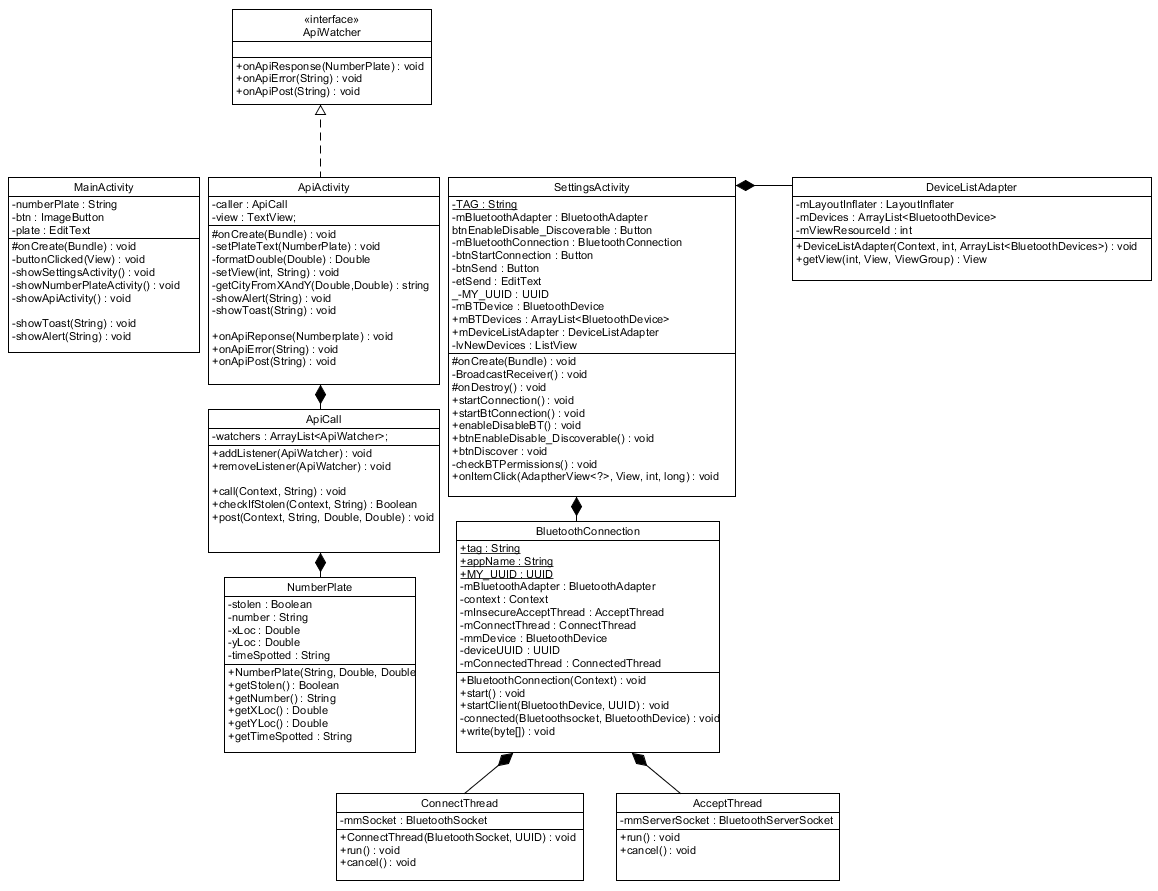 «interface»
ApiWatcher
+onApiResponse(NumberPlate) : void
+onApiError(String) : void
+onApiPost(String) : void
MainActivity
-numberPlate : String
-btn : ImageButton
-plate : EditText
#onCreate(Bundle) : void
-buttonClicked(View) : void
-showSettingsActivity() : void
-showNumberPlateActivity() : void
-showApiActivity() : void
-showToast(String) : void
-showAlert(String) : void
ApiActivity
-caller : ApiCall
-view : TextView;
#onCreate(Bundle) : void
-setPlateText(NumberPlate) : void
-formatDouble(Double) : Double
-setView(int, String) : void
-getCityFromXAndY(Double,Double) : string
-showAlert(String) : void
-showToast(String) : void
+onApiReponse(Numberplate) : void
+onApiError(String) : void
+onApiPost(String) : void
SettingsActivity
-TAG : String
-mBluetoothAdapter : BluetoothAdapter
btnEnableDisable_Discoverable : Button
-mBluetoothConnection : BluetoothConnection
-btnStartConnection : Button
-btnSend : Button
-etSend : EditText
_-MY_UUID : UUID
-mBTDevice : BluetoothDevice
+mBTDevices : ArrayList<BluetoothDevice>
+mDeviceListAdapter : DeviceListAdapter
-lvNewDevices : ListView
#onCreate(Bundle) : void
-BroadcastReceiver() : void
#onDestroy() : void
+startConnection() : void
+startBtConnection() : void
+enableDisableBT() : void
+btnEnableDisable_Discoverable() : void
+btnDiscover : void
-checkBTPermissions() : void
+onItemClick(AdaptherView<?>, View, int, long) : void
DeviceListAdapter
-mLayoutInflater : LayoutInflater
-mDevices : ArrayList<BluetoothDevice>
-mViewResourceId : int
+DeviceListAdapter(Context, int, ArrayList<BluetoothDevices>) : void
+getView(int, View, ViewGroup) : View
ApiCall
-watchers : ArrayList<ApiWatcher>;
+addListener(ApiWatcher) : void
+removeListener(ApiWatcher) : void
+call(Context, String) : void
+checkIfStolen(Context, String) : Boolean
+post(Context, String, Double, Double) : void
NumberPlate
-stolen : Boolean
-number : String
-xLoc : Double
-yLoc : Double
-timeSpotted : String
+NumberPlate(String, Double, Double
+getStolen() : Boolean
+getNumber() : String
+getXLoc() : Double
+getYLoc() : Double
+getTimeSpotted : String
BluetoothConnection
+tag : String
+appName : String
+MY_UUID : UUID
-mBluetoothAdapter : BluetoothAdapter
-context : Context
-mInsecureAcceptThread : AcceptThread
-mConnectThread : ConnectThread
-mmDevice : BluetoothDevice
-deviceUUID : UUID
-mConnectedThread : ConnectedThread
+BluetoothConnection(Context) : void
+start() : void
+startClient(BluetoothDevice, UUID) : void
-connected(Bluetoothsocket, BluetoothDevice) : void
+write(byte[]) : void
ConnectThread
-mmSocket : BluetoothSocket
+ConnectThread(BluetoothSocket, UUID) : void
+run() : void
+cancel() : void
AcceptThread
-mmServerSocket : BluetoothServerSocket
+run() : void
+cancel() : void